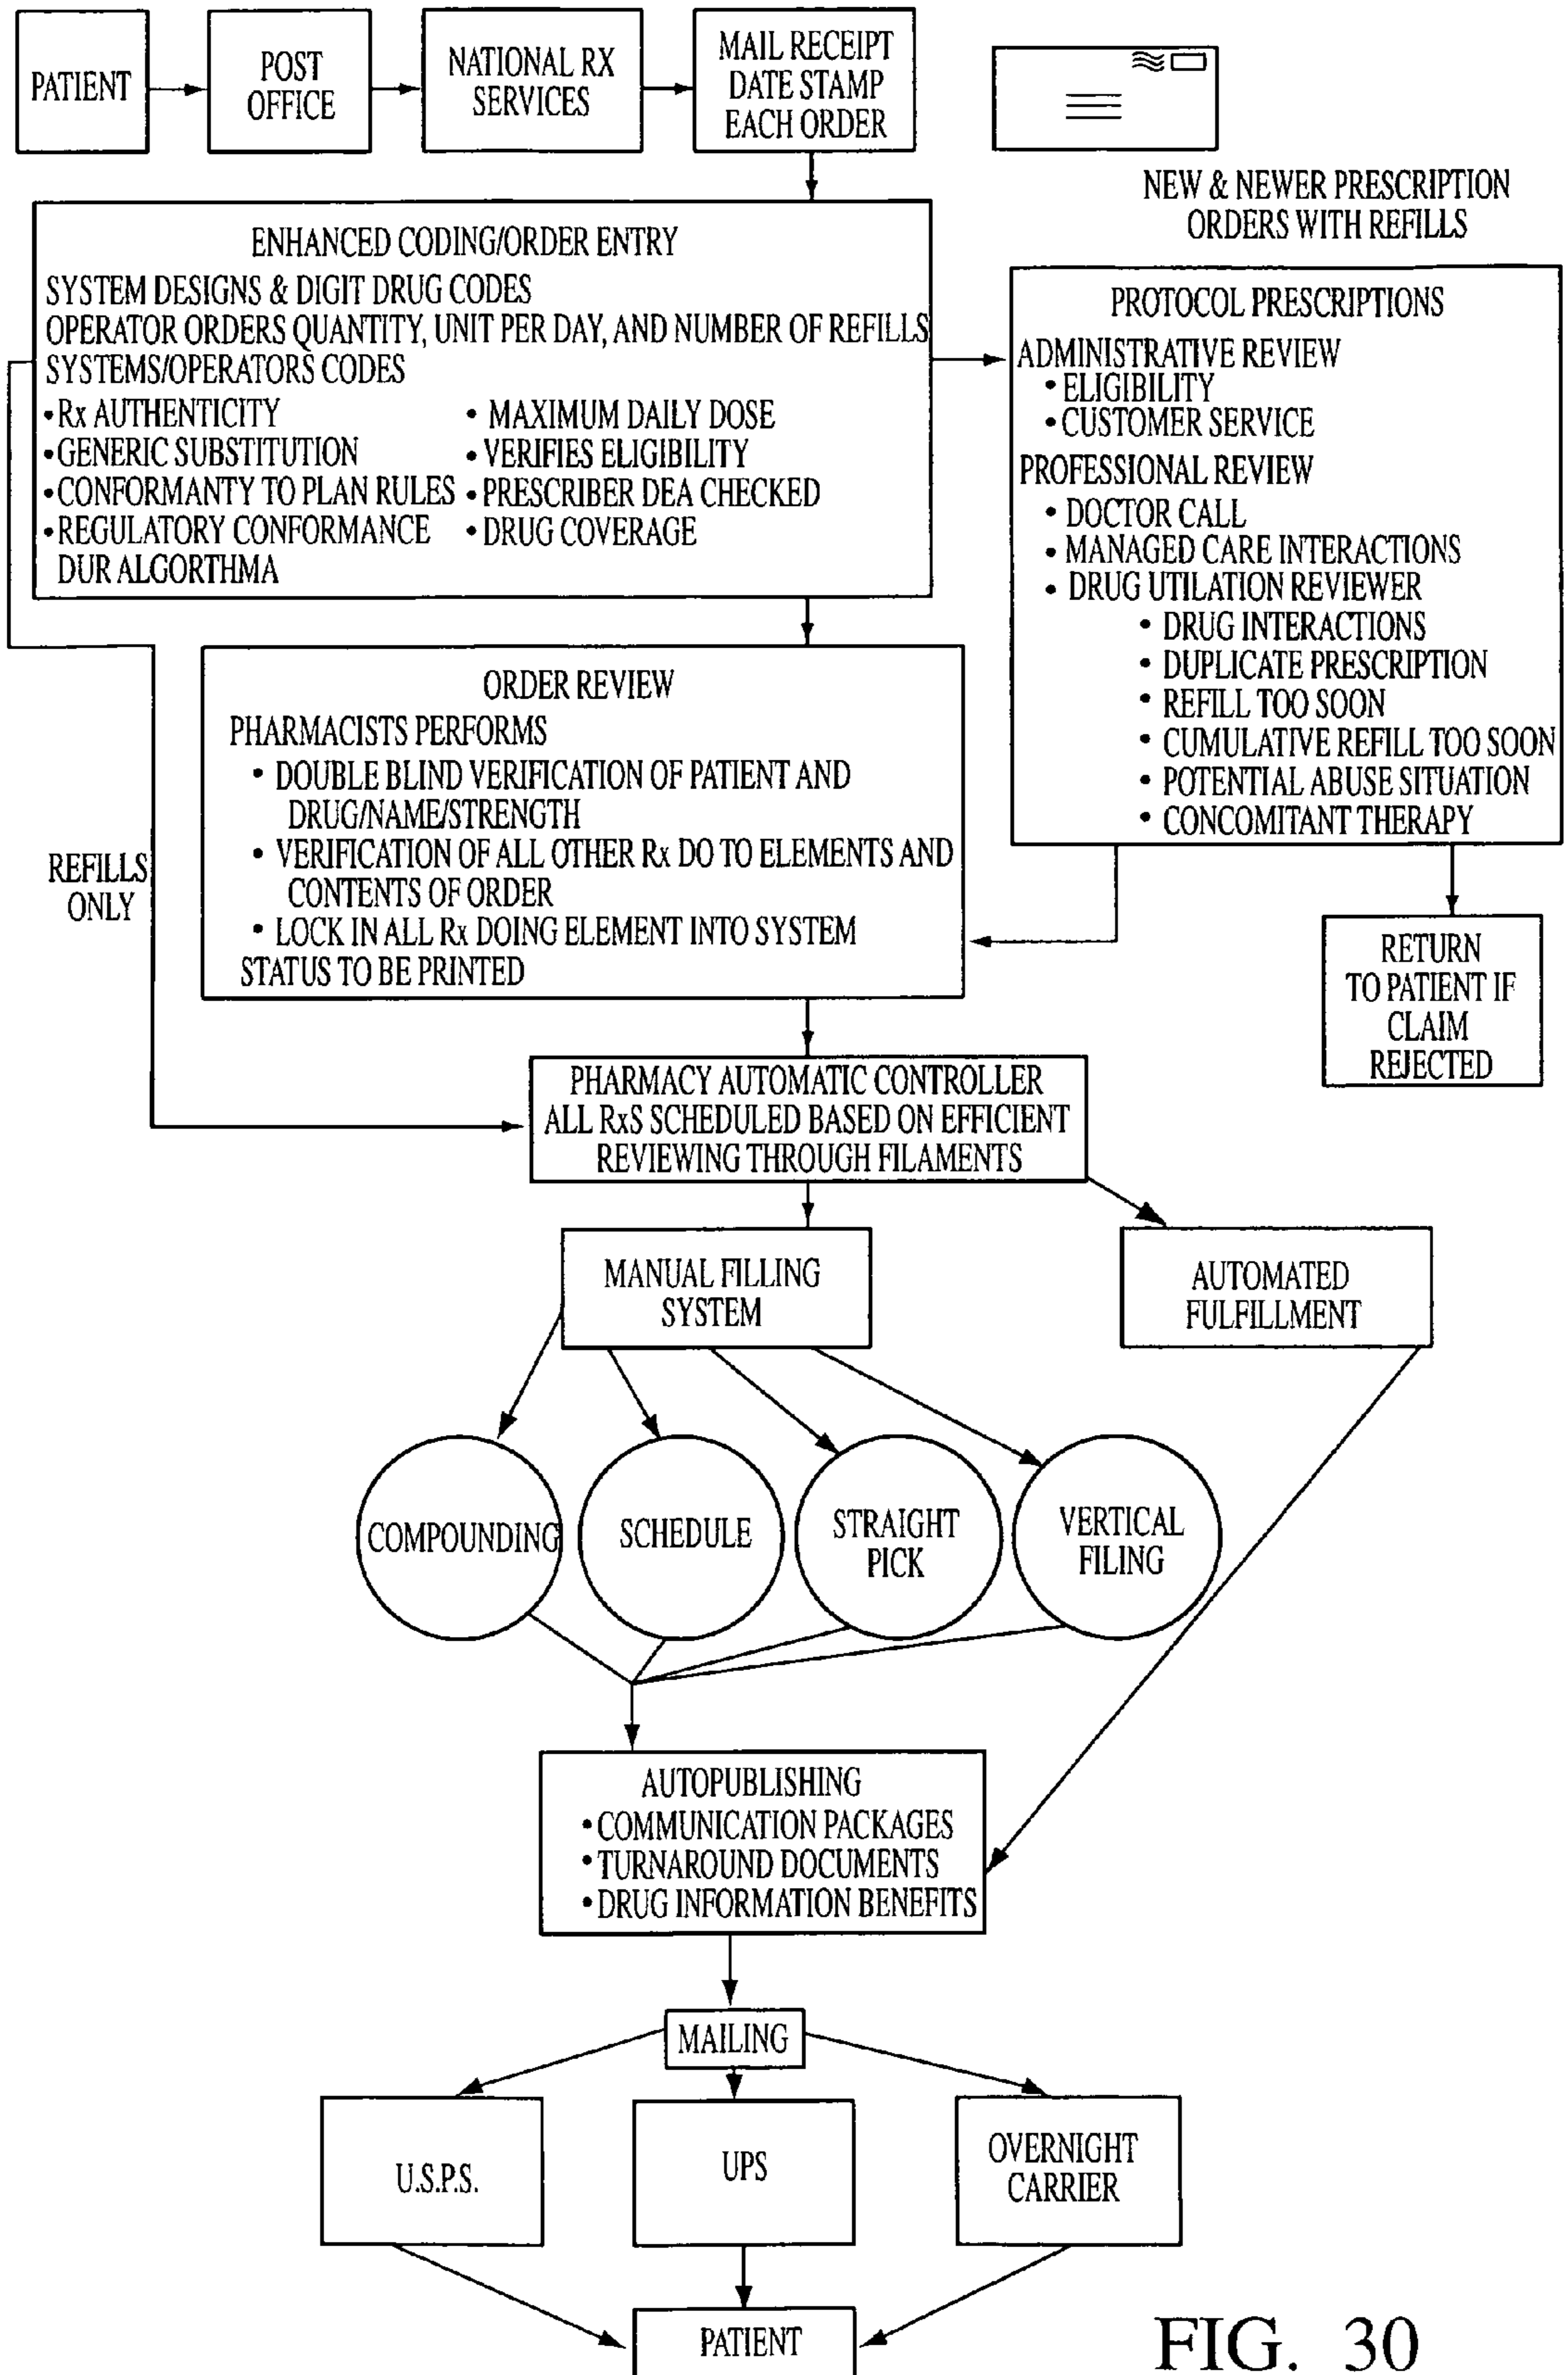 PATIENT
POST
OFFICE
NATIONAL RX
SERVICES
MAIL RECEIPT
DATE STAMP
EACH ORDER
NEW & NEWER PRESCRIPTION
ORDERS WITH REFILLS
ENHANCED CODING/ORDER ENTRY
SYSTEM DESIGNS & DIGIT DRUG CODES
OPERATOR ORDERS QUANTITY, UNIT PER DAY, AND NUMBER OF REFILLS
SYSTEMS/OPERATORS CODES
•Rx AUTHENTICITY
•GENERIC SUBSTITUTION
•CONFORMANTY TO PLAN RULES
•REGULATORY CONFORMANCE
DUR ALGORTHMA
• MAXIMUM DAILY DOSE
• VERIFIES ELIGIBILITY
• PRESCRIBER DEA CHECKED
• DRUG COVERAGE
PROTOCOL PRESCRIPTIONS
ADMINISTRATIVE REVIEW
• ELIGIBILITY
• CUSTOMER SERVICE
PROFESSIONAL REVIEW
• DOCTOR CALL
• MANAGED CARE INTERACTIONS
• DRUG UTILATION REVIEWER
• DRUG INTERACTIONS
• DUPLICATE PRESCRIPTION
• REFILL TOO SOON
• CUMULATIVE REFILL TOO SOON
• POTENTIAL ABUSE SITUATION
• CONCOMITANT THERAPY
ORDER REVIEW
PHARMACISTS PERFORMS
• DOUBLE BLIND VERIFICATION OF PATIENT AND
DRUG/NAME/STRENGTH
• VERIFICATION OF ALL OTHER Rx DO TO ELEMENTS AND
CONTENTS OF ORDER
• LOCK IN ALL Rx DOING ELEMENT INTO SYSTEM
STATUS TO BE PRINTED
REFILLS
ONLY
RETURN
TO PATIENT IF
CLAIM
REJECTED
PHARMACY AUTOMATIC CONTROLLER
ALL RxS SCHEDULED BASED ON EFFICIENT
REVIEWING THROUGH FILAMENTS
MANUAL FILLING
SYSTEM
AUTOMATED
FULFILLMENT
COMPOUNDING
SCHEDULE
STRAIGHT
PICK
VERTICAL
FILING
AUTOPUBLISHING
•COMMUNICATION PACKAGES
•TURNAROUND DOCUMENTS
•DRUG INFORMATION BENEFITS
MAILING
U.S.P.S.
UPS
OVERNIGHT
CARRIER
PATIENT
FIG. 30